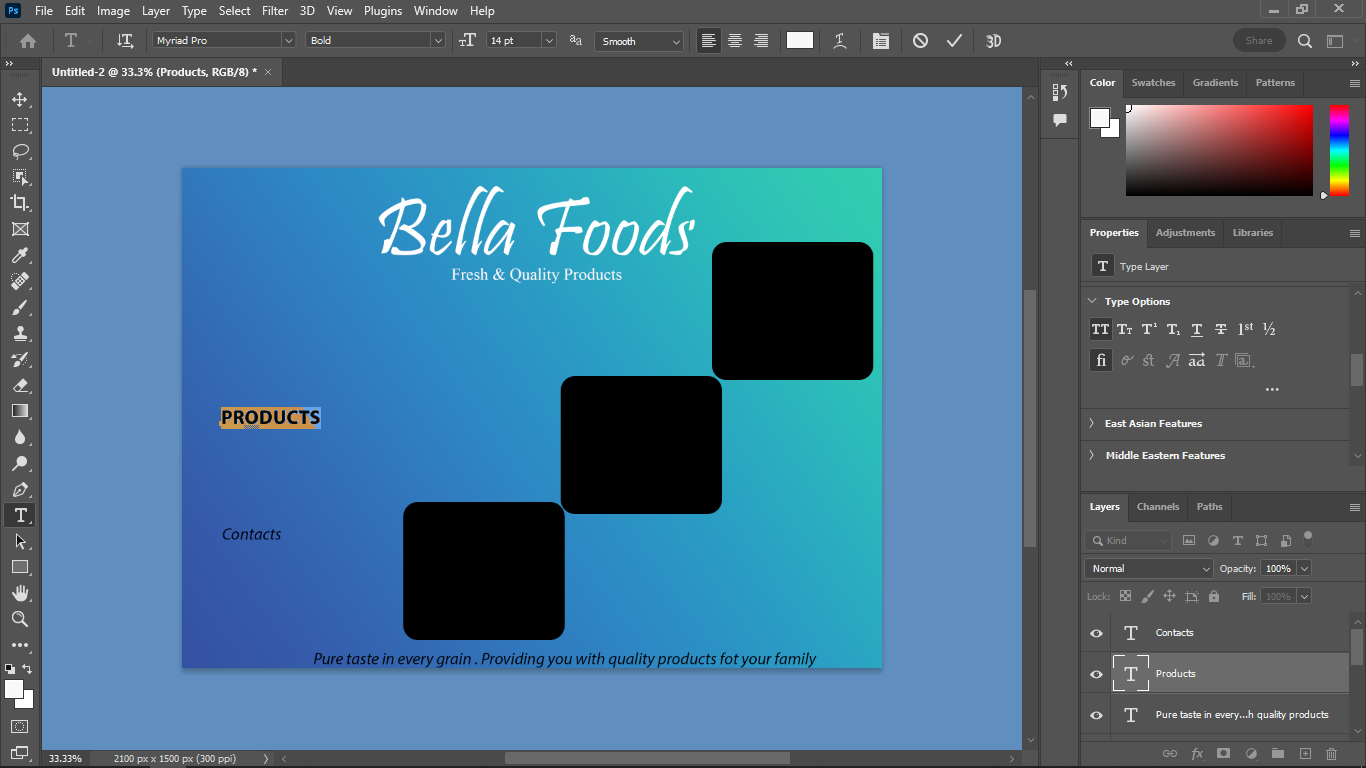 Ps File Edit Image Layer Type Select Filter 3D View Plugins Window Help
T Myriad Pro Bold 14 pt aa Smooth 3D Share
Untitled-2 @ 33.3% (Products, RGB/8) * ×
Color Swatches Gradients Patterns
Bella Foods
Fresh & Quality Products
PRODUCTS
Contacts
Pure taste in every grain . Providing you with quality products fot your family
Properties Adjustments Libraries
T Type Layer
Type Options
TT Tт T¹ T₁ T T 1st ½
fi st A aa T a
East Asian Features
Middle Eastern Features
Layers Channels Paths
Kind
Normal Opacity: 100%
Lock: Fill: 100%
T Contacts
T Products
T Pure taste in every...h quality products
fx
33.33% 2100 px x 1500 px (300 ppi)